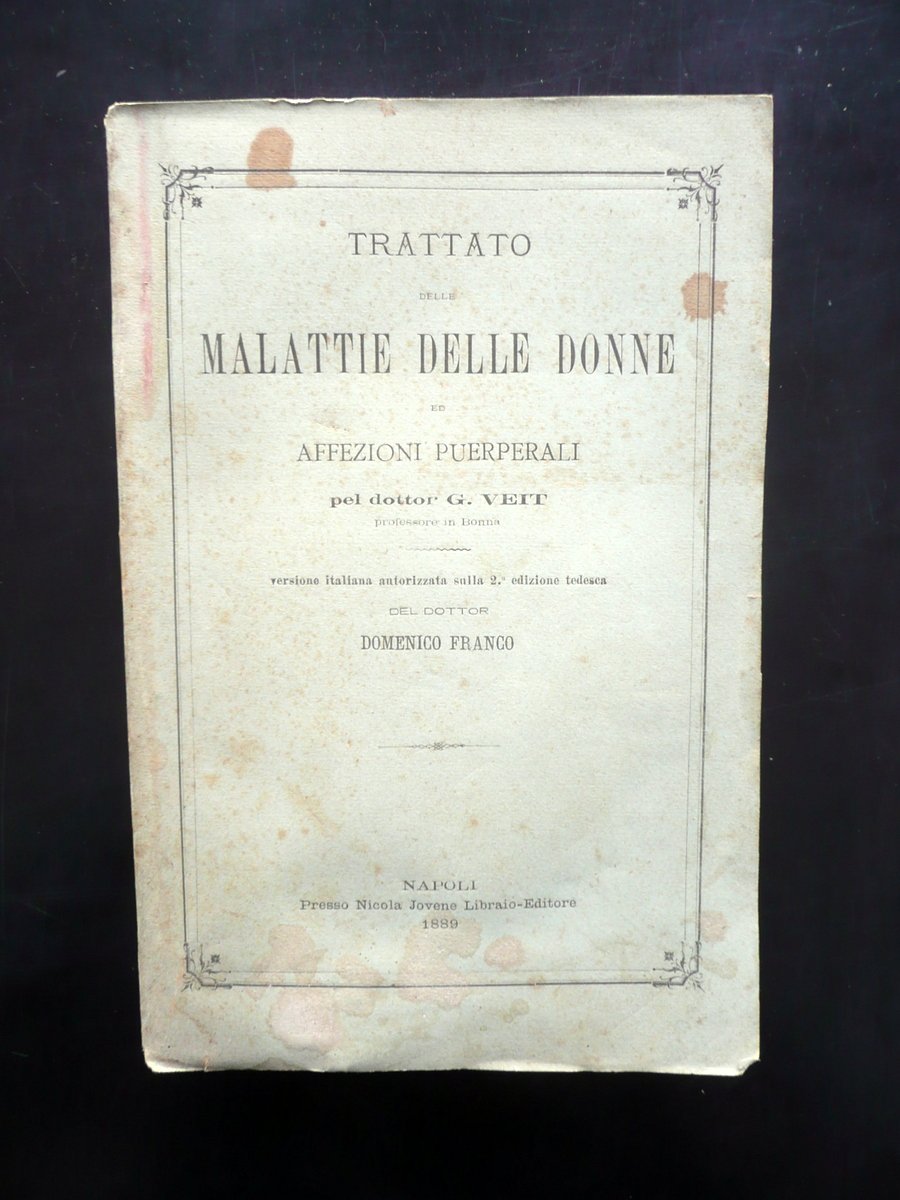 TRATTATO
DELLE
MALATTIE DELLE DONNE
ED
AFFEZIONI PUERPERALI
pel dottor G. VEIT
professore in Bonna
versione italiana autorizzata sulla 2.ª edizione tedesca
DEL DOTTOR
DOMENICO FRANCO
NAPOLI
Presso Nicola Jovene Libraio-Editore
1889